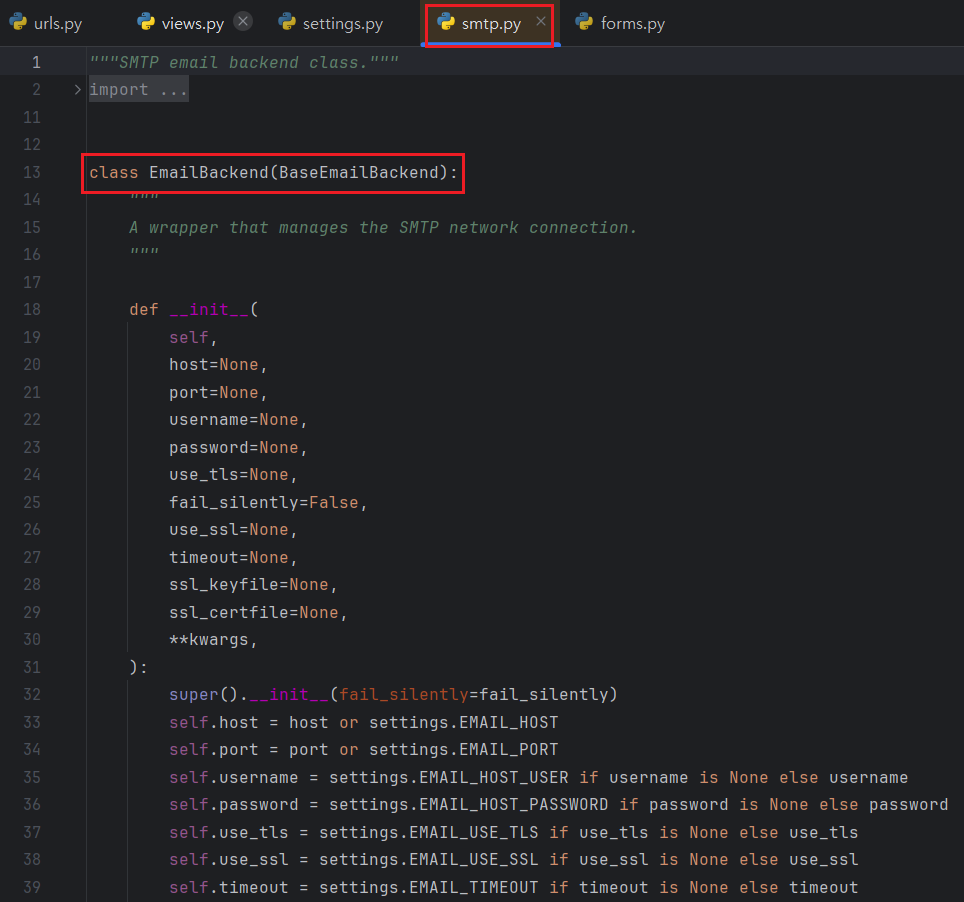 urls.py views.py settings.py smtp.py forms.py
1 """SMTP email backend class."""
2 import ...
11
12
13 class EmailBackend(BaseEmailBackend):
14 """
15 A wrapper that manages the SMTP network connection.
16 """
17
18 def __init__(
19 self,
20 host=None,
21 port=None,
22 username=None,
23 password=None,
24 use_tls=None,
25 fail_silently=False,
26 use_ssl=None,
27 timeout=None,
28 ssl_keyfile=None,
29 ssl_certfile=None,
30 **kwargs,
31 ):
32 super().__init__(fail_silently=fail_silently)
33 self.host = host or settings.EMAIL_HOST
34 self.port = port or settings.EMAIL_PORT
35 self.username = settings.EMAIL_HOST_USER if username is None else username
36 self.password = settings.EMAIL_HOST_PASSWORD if password is None else password
37 self.use_tls = settings.EMAIL_USE_TLS if use_tls is None else use_tls
38 self.use_ssl = settings.EMAIL_USE_SSL if use_ssl is None else use_ssl
39 self.timeout = settings.EMAIL_TIMEOUT if timeout is None else timeout